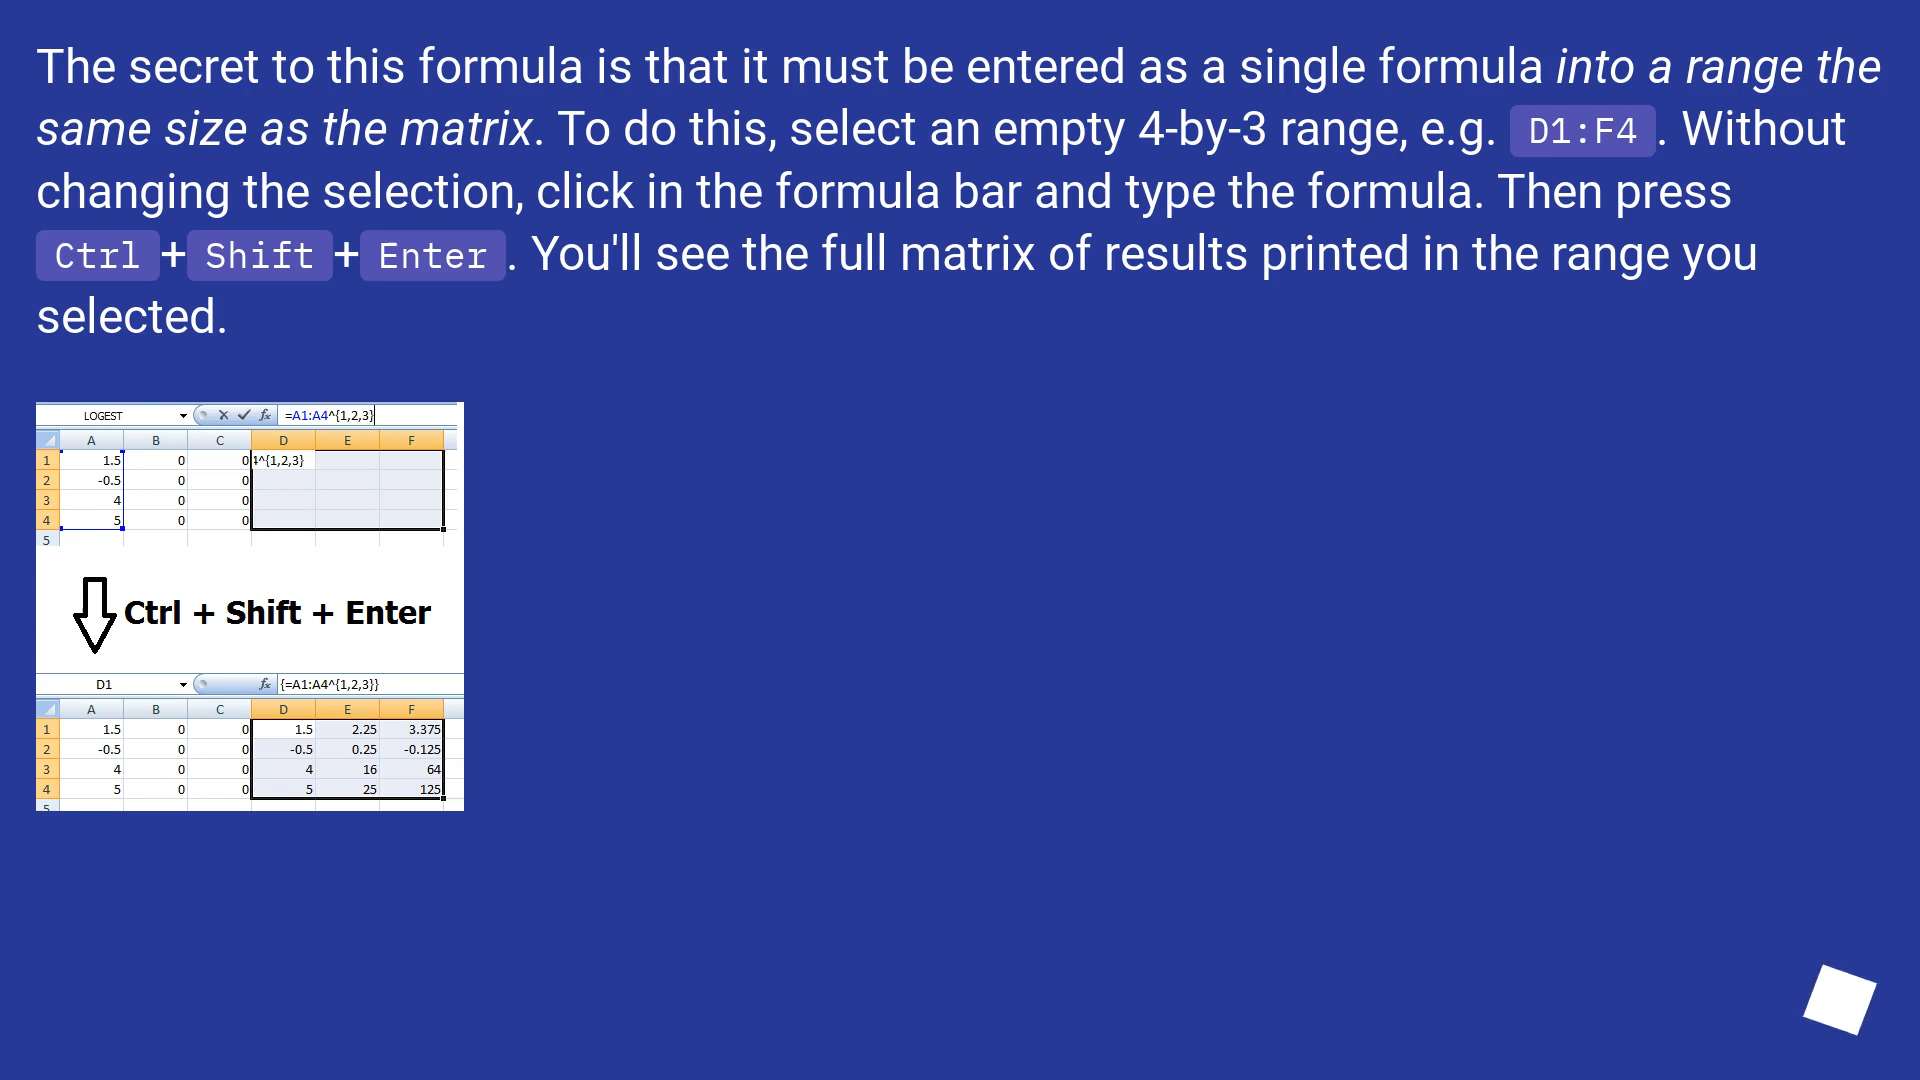 The secret to this formula is that it must be entered as a single formula into a range the
same size as the matrix. To do this, select an empty 4-by-3 range, e.g. D1:F4. Without
changing the selection, click in the formula bar and type the formula. Then press
Ctrl+Shift+Enter. You'll see the full matrix of results printed in the range you
selected.
LOGEST fx =A1:A4^{1,2,3}
A B C D E F
1 1.5 0 0 4^{1,2,3}
2 -0.5 0 0
3 4 0 0
4 5 0 0
5
Ctrl + Shift + Enter
D1 fx {=A1:A4^{1,2,3}}
A B C D E F
1 1.5 0 0 1.5 2.25 3.375
2 -0.5 0 0 -0.5 0.25 -0.125
3 4 0 0 4 16 64
4 5 0 0 5 25 125
5